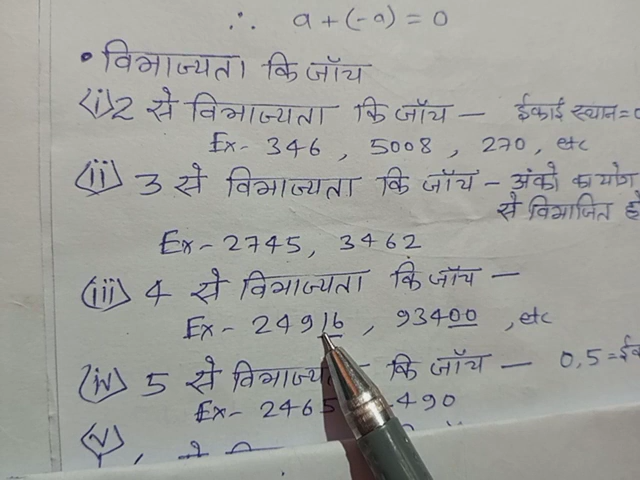 ∴ a + (-a) = 0
• विभाज्यता कि जाँच
(i) 2 से विभाज्यता कि जाँच — ईकाई स्थान = 0
Ex- 346 , 5008 , 270 , etc
(ii) 3 से विभाज्यता कि जाँच - अंको का योग
से विभाजित हो
Ex - 2745 , 3462
(iii) 4 से विभाज्यता कि जाँच —
Ex - 24916 , 93400 , etc
(iv) 5 से विभाज्यता कि जाँच — 0,5 = ईक
Ex- 2465 490
(v)